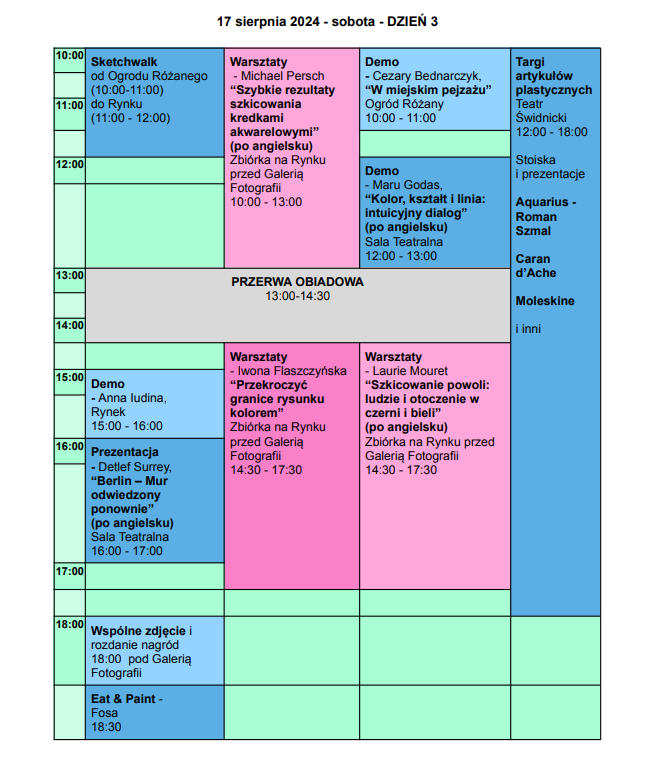 17 sierpnia 2024 - sobota - DZIEŃ 3
10:00
11:00
12:00
13:00
14:00
15:00
16:00
17:00
18:00
Sketchwalk
od Ogrodu Różanego
(10:00-11:00)
do Rynku
(11:00 - 12:00)
Warsztaty
- Michael Persch
“Szybkie rezultaty
szkicowania
kredkami
akwarelowymi”
(po angielsku)
Zbiórka na Rynku
przed Galerią
Fotografii
10:00 - 13:00
Demo
- Cezary Bednarczyk,
“W miejskim pejzażu”
Ogród Różany
10:00 - 11:00
Demo
- Maru Godas,
“Kolor, kształt i linia:
intuicyjny dialog”
(po angielsku)
Sala Teatralna
12:00 - 13:00
Targi
artykułów
plastycznych
Teatr
Świdnicki
12:00 - 18:00
Stoiska
i prezentacje
Aquarius -
Roman
Szmal
Caran
d’Ache
Moleskine
i inni
PRZERWA OBIADOWA
13:00-14:30
Demo
- Anna Iudina,
Rynek
15:00 - 16:00
Prezentacja
- Detlef Surrey,
“Berlin – Mur
odwiedzony
ponownie”
(po angielsku)
Sala Teatralna
16:00 - 17:00
Warsztaty
- Iwona Flaszczyńska
“Przekroczyć
granice rysunku
kolorem”
Zbiórka na Rynku
przed Galerią
Fotografii
14:30 - 17:30
Warsztaty
- Laurie Mouret
“Szkicowanie powoli:
ludzie i otoczenie w
czerni i bieli”
(po angielsku)
Zbiórka na Rynku przed
Galerią Fotografii
14:30 - 17:30
Wspólne zdjęcie i
rozdanie nagród
18:00 pod Galerią
Fotografii
Eat & Paint -
Fosa
18:30